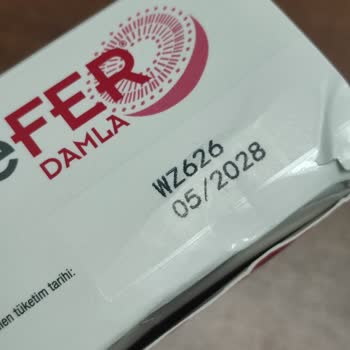 eFER
DAMLA
WZ626
05/2028
tüketim tarihi: